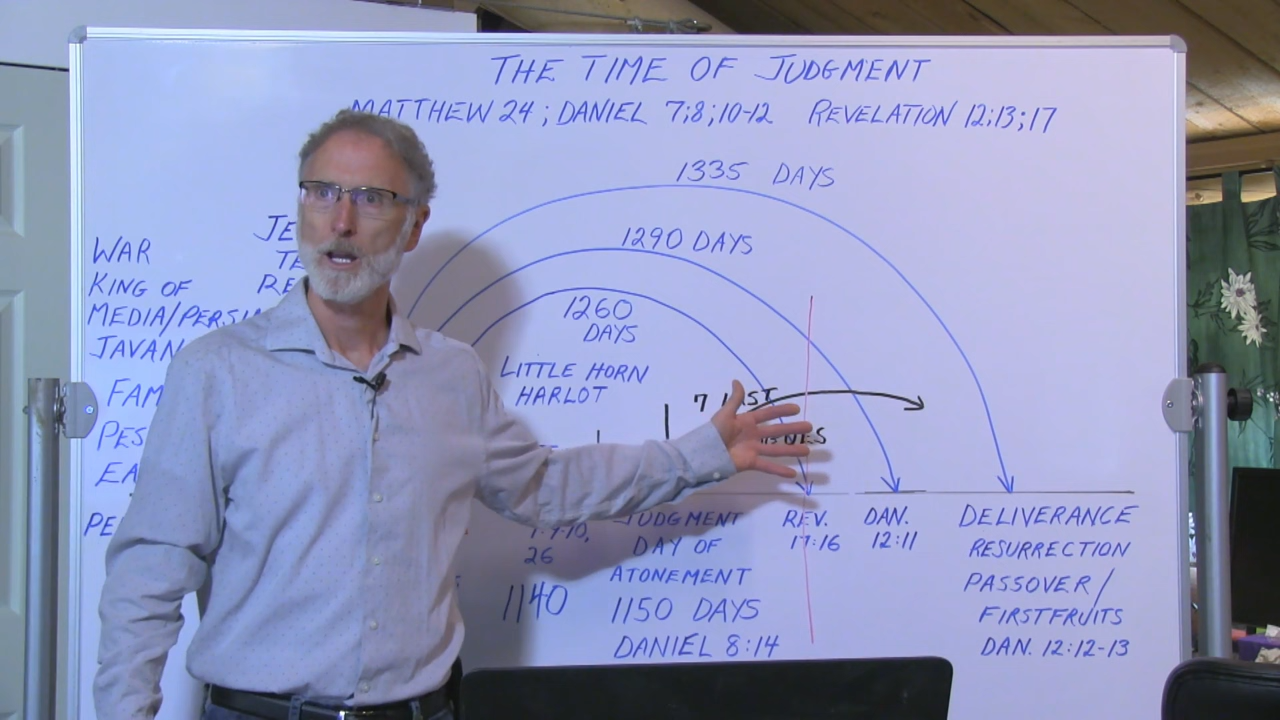 THE TIME OF JUDGMENT
MATTHEW 24; DANIEL 7;8;10-12 REVELATION 12;13;17
1335 DAYS
1290 DAYS
1260
DAYS
LITTLE HORN
HARLOT
7
WAR
KING OF
MEDIA/PERSIA
JAVAN
JUDGMENT
DAY OF
ATONEMENT
1150 DAYS
DANIEL 8:14
26
1140
REV.
17:16
DAN.
12:11
DELIVERANCE
RESURRECTION
PASSOVER/
FIRSTFRUITS
DAN. 12:12-13